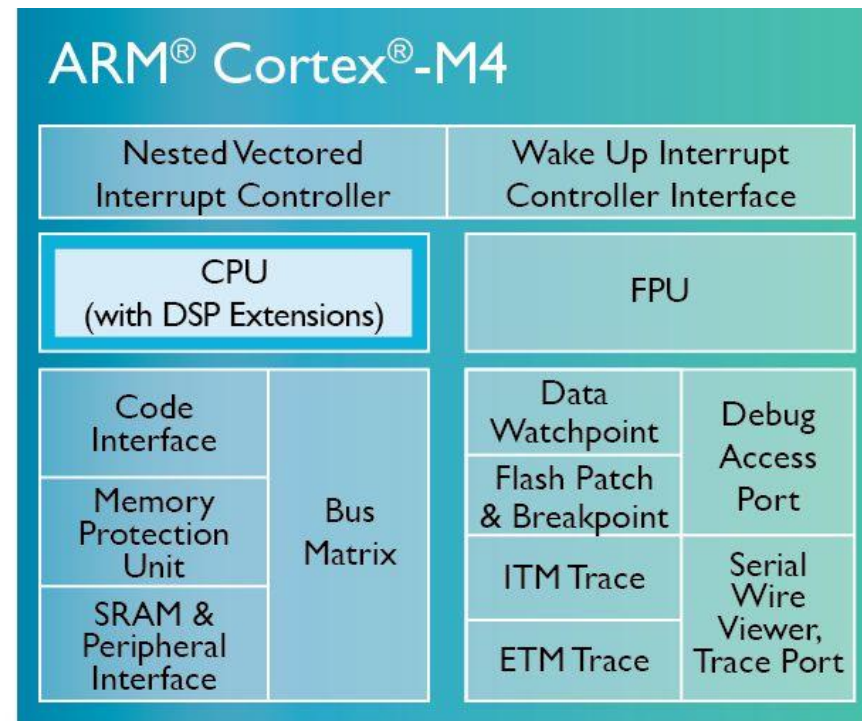 ARM® Cortex®-M4
Nested Vectored
Interrupt Controller
Wake Up Interrupt
Controller Interface
CPU
(with DSP Extensions)
FPU
Code
Interface
Memory
Protection
Unit
SRAM &
Peripheral
Interface
Bus
Matrix
Data
Watchpoint
Flash Patch
& Breakpoint
ITM Trace
ETM Trace
Debug
Access
Port
Serial
Wire
Viewer,
Trace Port